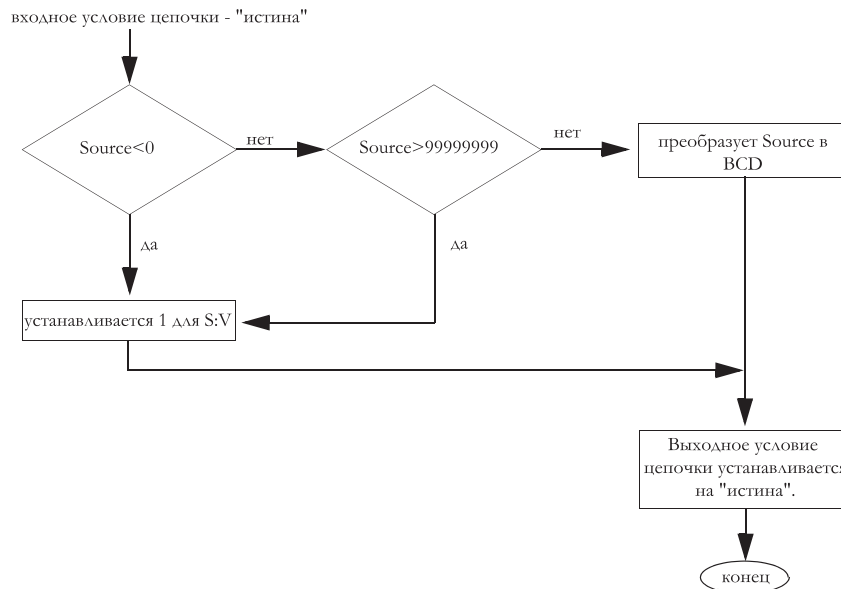 входное условие цепочки - "истина"
Source<0
нет
Source>99999999
нет
преобразует Source в
BCD
да
да
устанавливается 1 для S:V
Выходное условие
цепочки устанавливается
на "истина".
конец